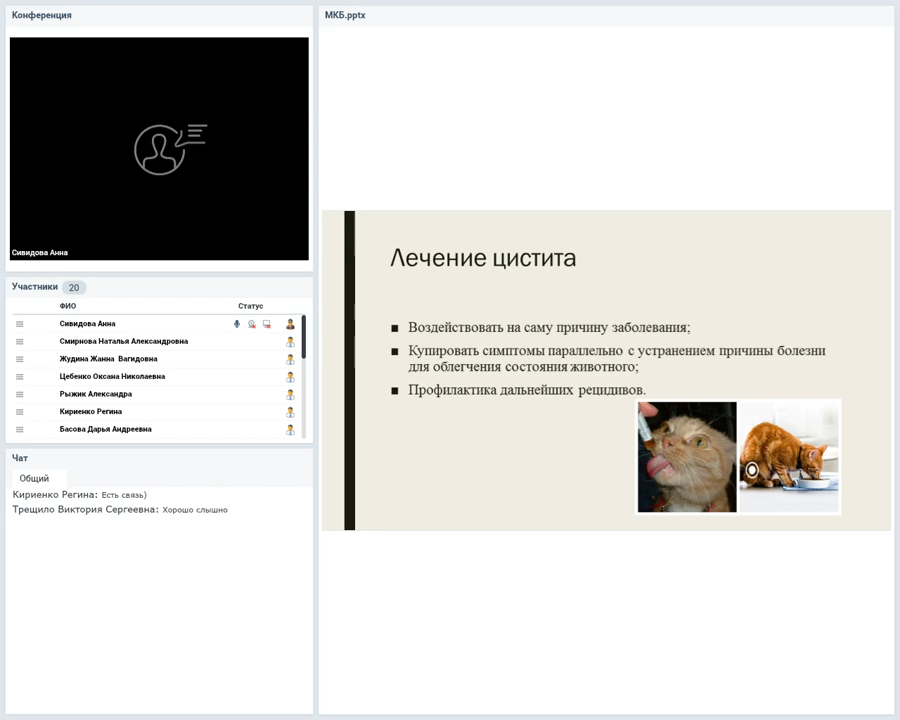 Конференция
Сивидова Анна
Участники 20
ФИО Статус
Сивидова Анна
Смирнова Наталья Александровна
Жудина Жанна Вагидовна
Цебенко Оксана Николаевна
Рыжик Александра
Кириенко Регина
Басова Дарья Андреевна
Чат
Общий
Кириенко Регина: Есть связь)
Трещило Виктория Сергеевна: Хорошо слышно
МКБ.pptx
Лечение цистита
■ Воздействовать на саму причину заболевания;
■ Купировать симптомы параллельно с устранением причины болезни
для облегчения состояния животного;
■ Профилактика дальнейших рецидивов.